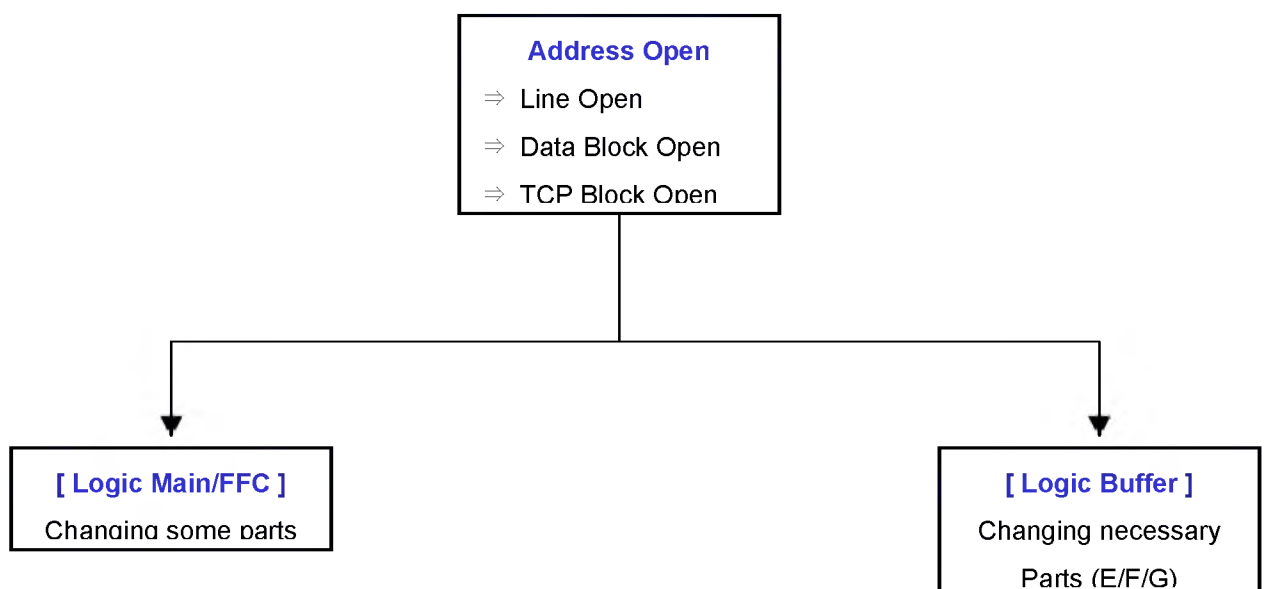 Address Open
⇒ Line Open
⇒ Data Block Open
⇒ TCP Block Open
[ Logic Main/FFC ]
Changing some parts
[ Logic Buffer ]
Changing necessary
Parts (E/F/G)